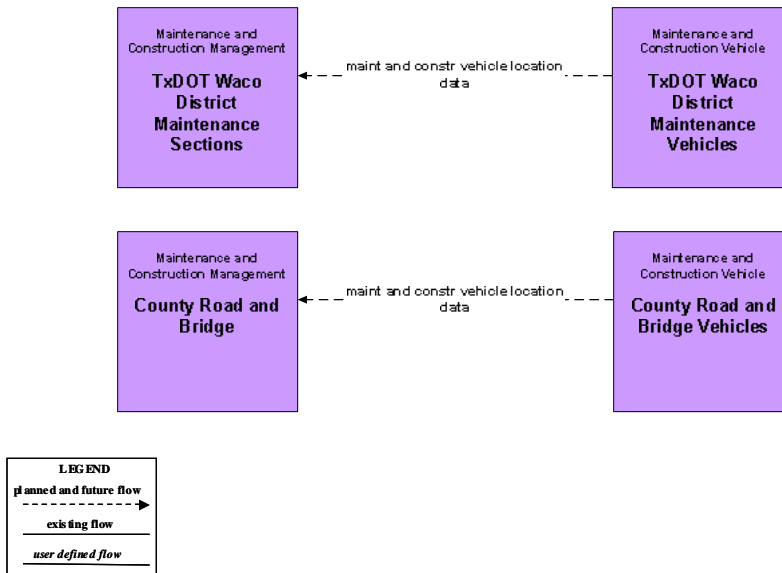 Maintenance and
Construction Management
TxDOT Waco
District
Maintenance
Sections
maint and constr vehicle location
data
Maintenance and
Construction Vehicle
TxDOT Waco
District
Maintenance
Vehicles
Maintenance and
Construction Management
County Road and
Bridge
maint and constr vehicle location
data
Maintenance and
Construction Vehicle
County Road and
Bridge Vehicles
LEGEND
planned and future flow
existing flow
user defined flow